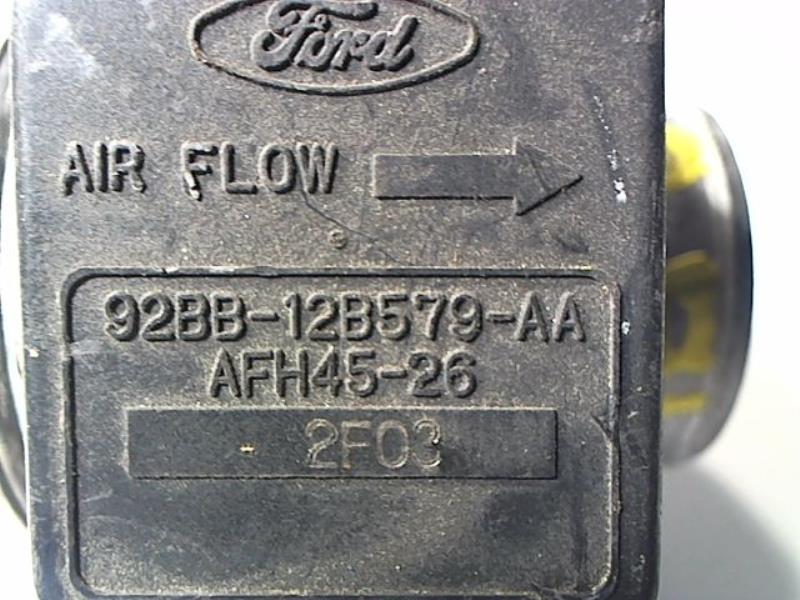 Ford
AIR FLOW
92BB-12B579-AA
AFH45-26
2F03